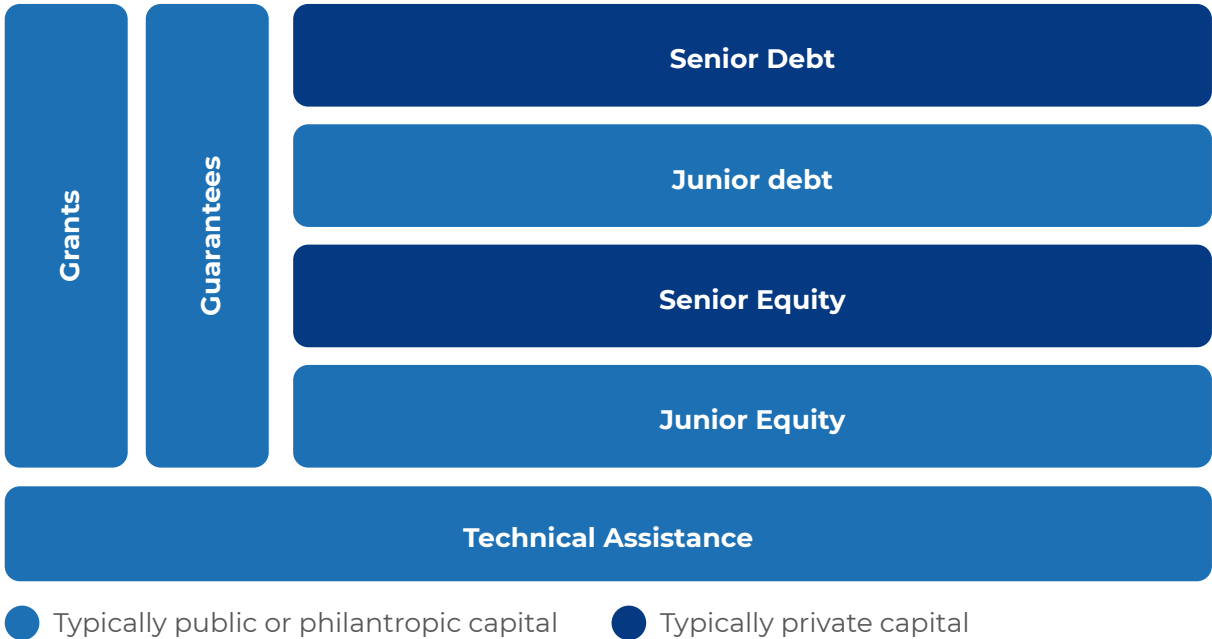 Grants
Guarantees
Senior Debt
Junior debt
Senior Equity
Junior Equity
Technical Assistance
Typically public or philantropic capital
Typically private capital